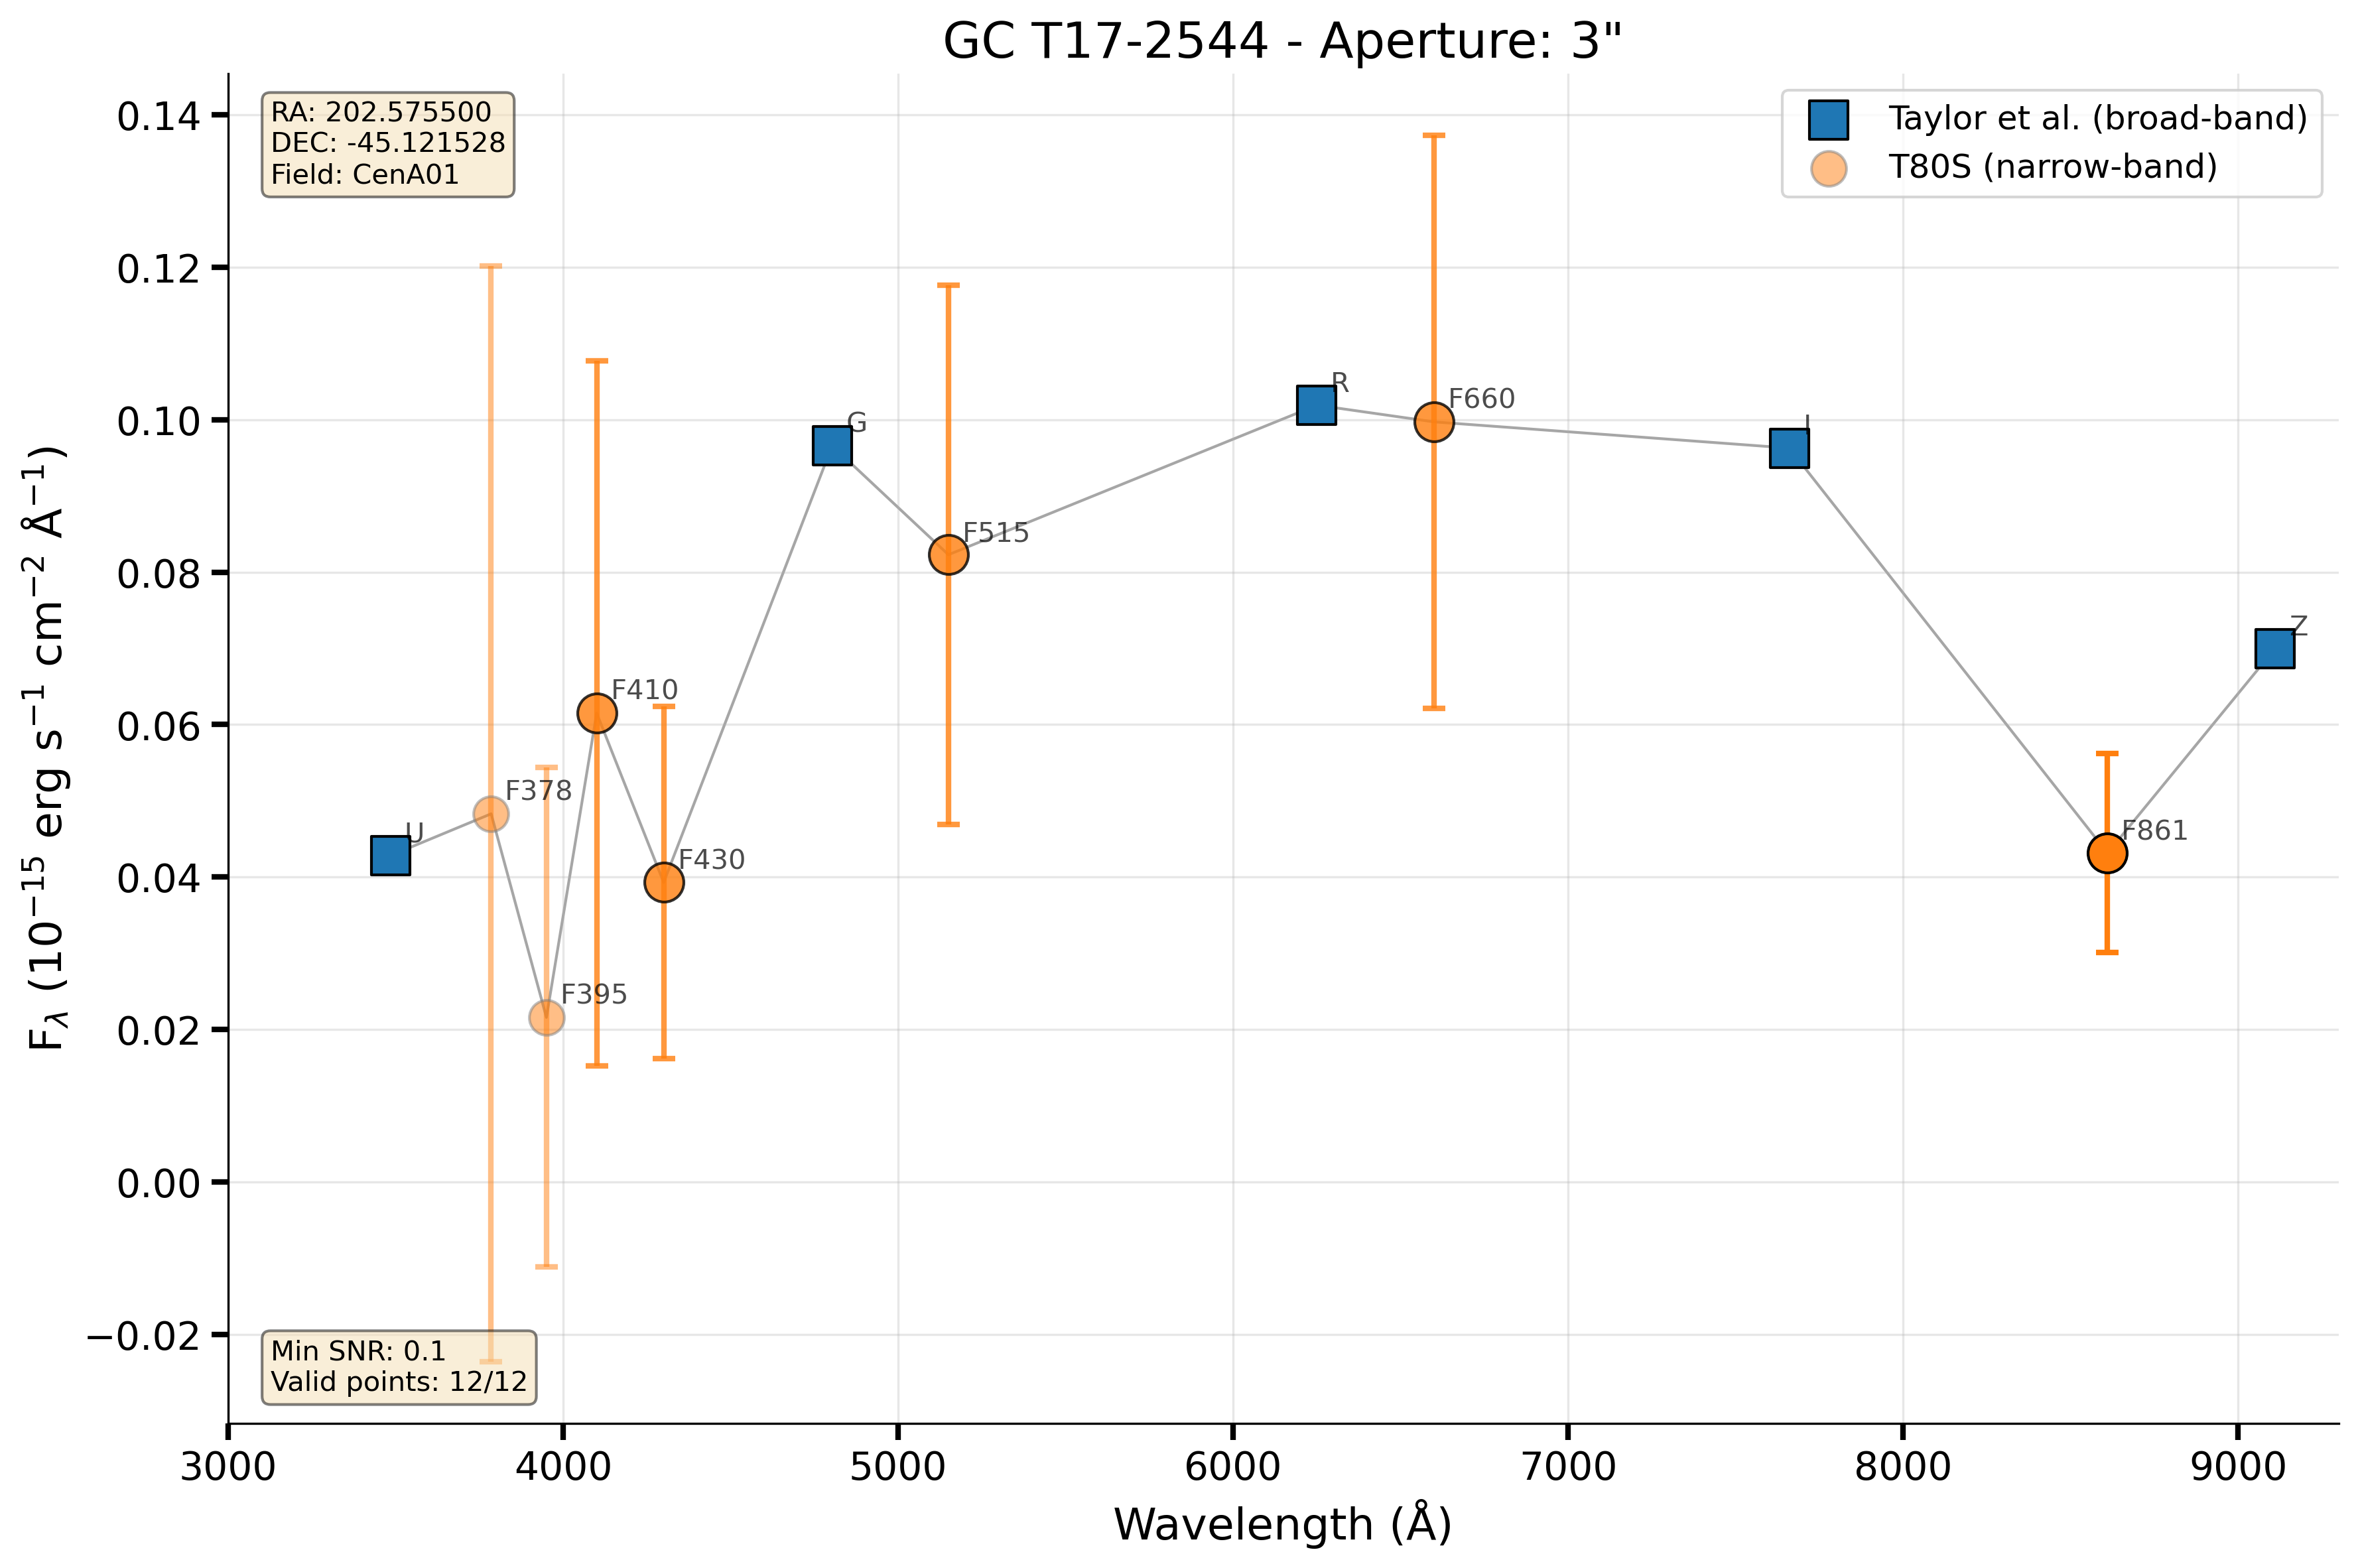 GC T17-2544 - Aperture: 3"
RA: 202.575500
DEC: -45.121528
Field: CenA01
Taylor et al. (broad-band)
T80S (narrow-band)
F_λ (10⁻¹⁵ erg s⁻¹ cm⁻² Å⁻¹)
0.14
0.12
0.10
0.08
0.06
0.04
0.02
0.00
−0.02
U
F378
F395
F410
F430
G
F515
R
F660
I
F861
Z
Min SNR: 0.1
Valid points: 12/12
3000 4000 5000 6000 7000 8000 9000
Wavelength (Å)